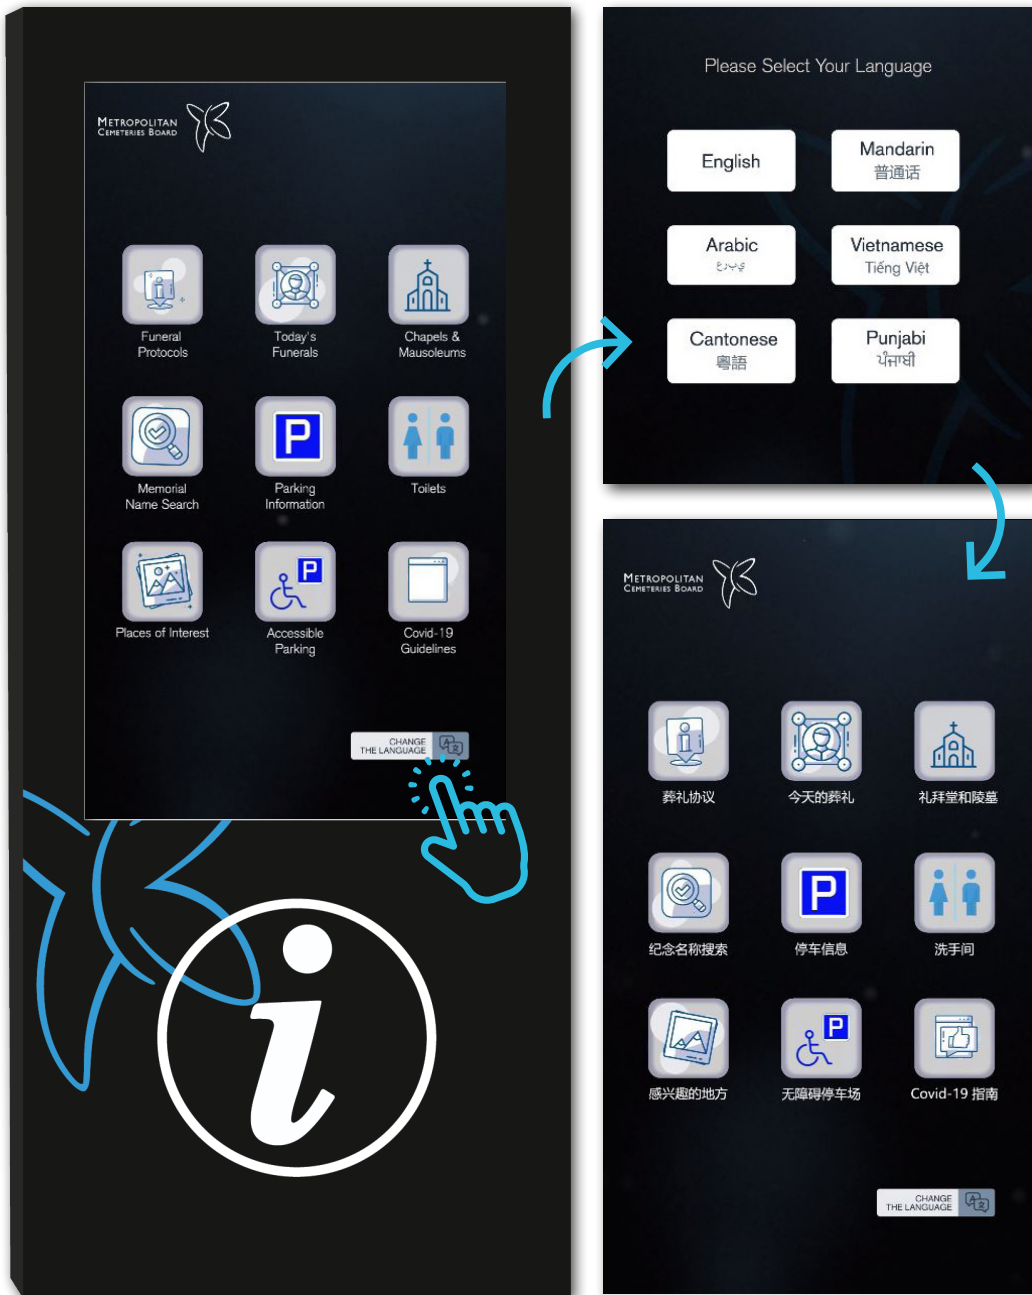 METROPOLITAN
CEMETERIES BOARD
Funeral
Protocols
Today's
Funerals
Chapels &
Mausoleums
Memorial
Name Search
Parking
Information
Toilets
Places of Interest
Accessible
Parking
Covid-19
Guidelines
CHANGE
THE LANGUAGE
Please Select Your Language
English
Mandarin
普通话
Arabic
يبرع
Vietnamese
Tiếng Việt
Cantonese
粵語
Punjabi
ਪੰਜਾਬੀ
METROPOLITAN
CEMETERIES BOARD
葬礼协议
今天的葬礼
礼拜堂和陵墓
纪念名称搜索
停车信息
洗手间
感兴趣的地方
无障碍停车场
Covid-19 指南
CHANGE
THE LANGUAGE